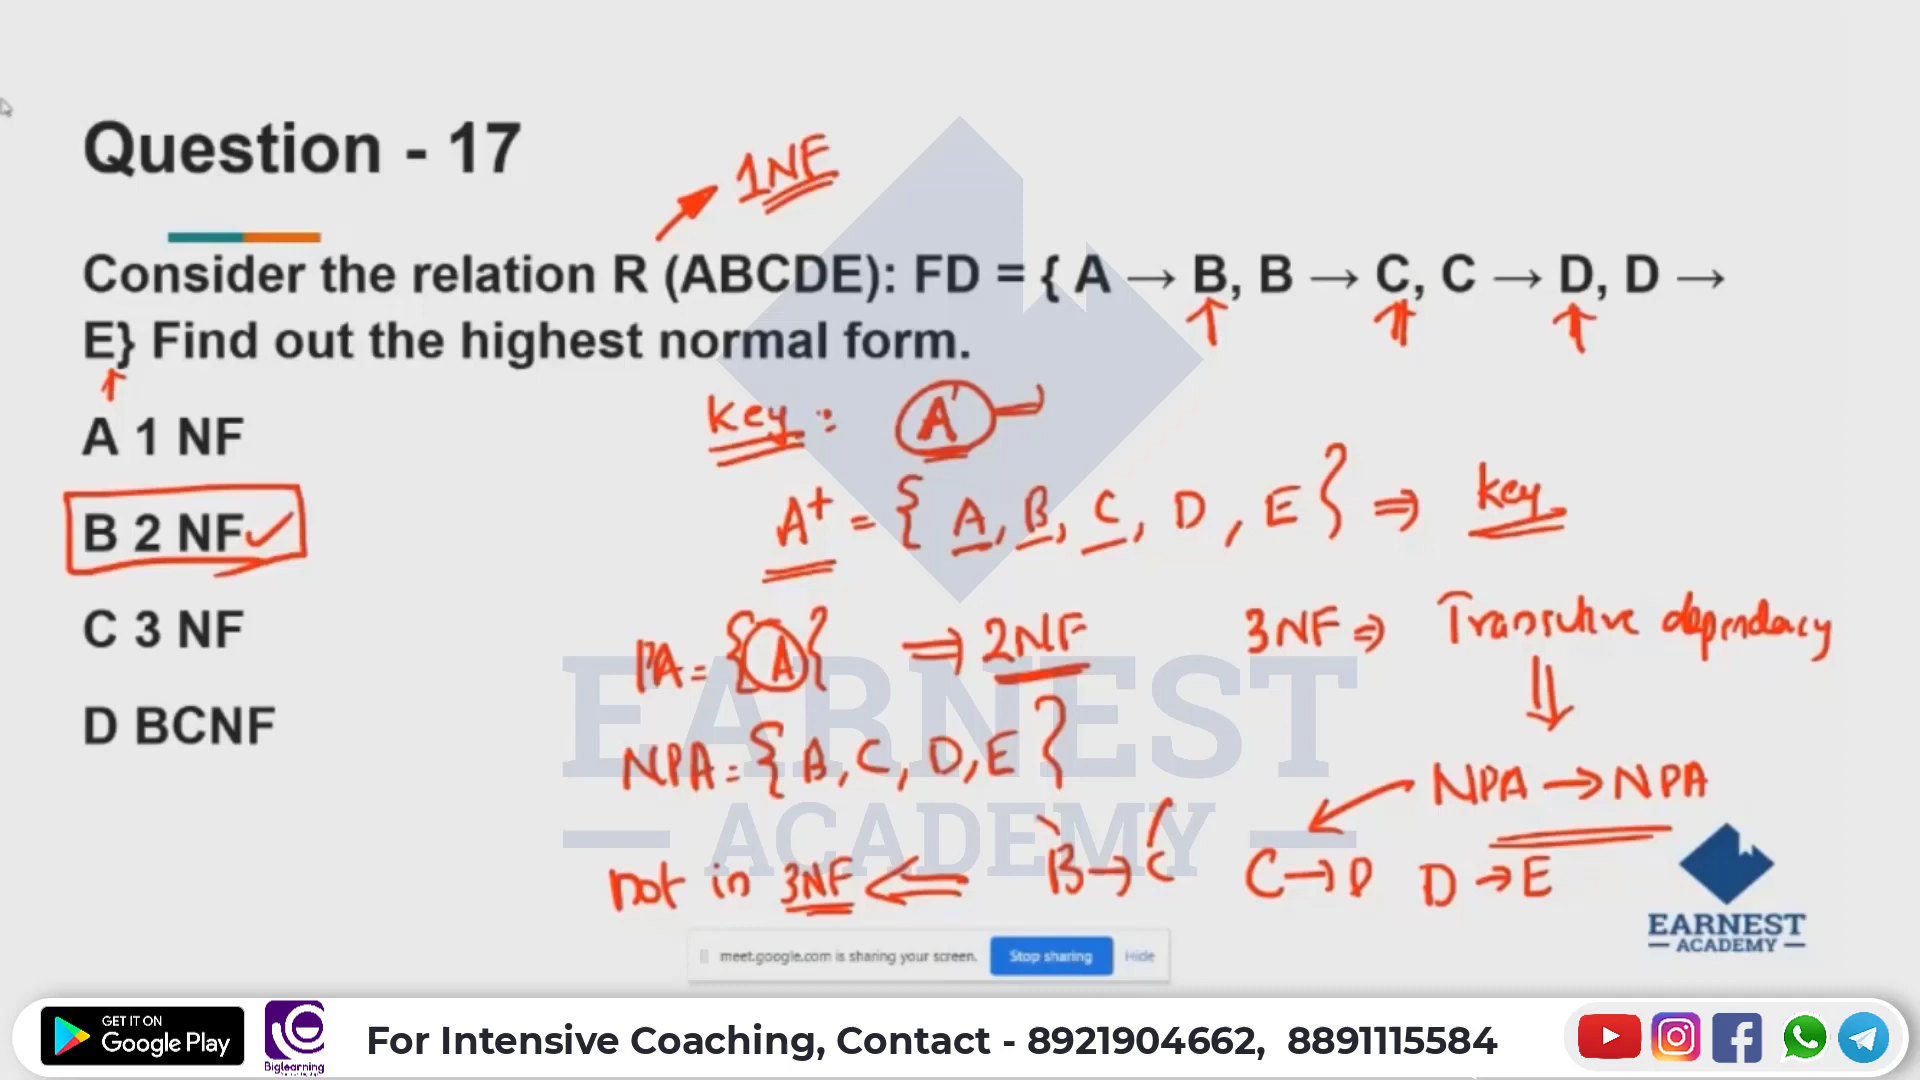 Question - 17
1NF
Consider the relation R (ABCDE): FD = { A → B, B → C, C → D, D →
E} Find out the highest normal form.
A 1 NF
B 2 NF
C 3 NF
D BCNF
Key : A
A+ = { A, B, C, D, E } ⇒ Key
PA = {A} ⇒ 2NF
NPA = { B, C, D, E }
3NF ⇒ Transitive dependency
NPA → NPA
B → C C → D D → E
not in 3NF
EARNEST
ACADEMY
EARNEST
ACADEMY
meet.google.com is sharing your screen. Stop sharing Hide
GET IT ON
Google Play
Biglearning
For Intensive Coaching, Contact - 8921904662, 8891115584